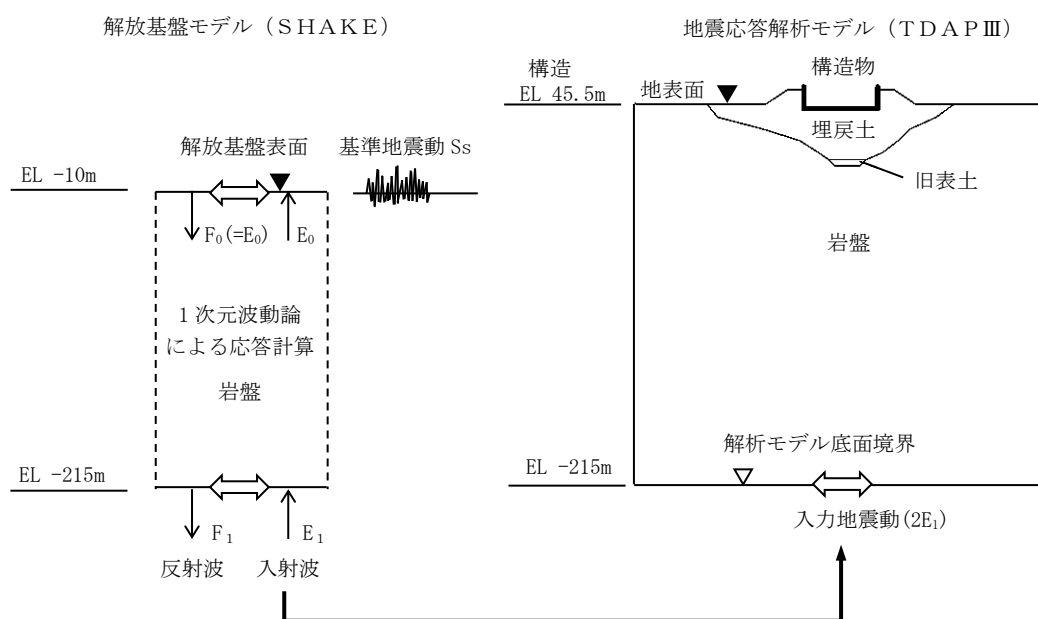 解放基盤モデル（ＳＨＡＫＥ）
解放基盤表面
基準地震動 Ss
EL -10m
F₀(=E₀)
E₀
１次元波動論
による応答計算
岩盤
EL -215m
F₁
E₁
反射波
入射波
地震応答解析モデル（ＴＤＡＰⅢ）
構造
EL 45.5m
地表面
構造物
埋戻土
旧表土
岩盤
解析モデル底面境界
EL -215m
入力地震動(2E₁)